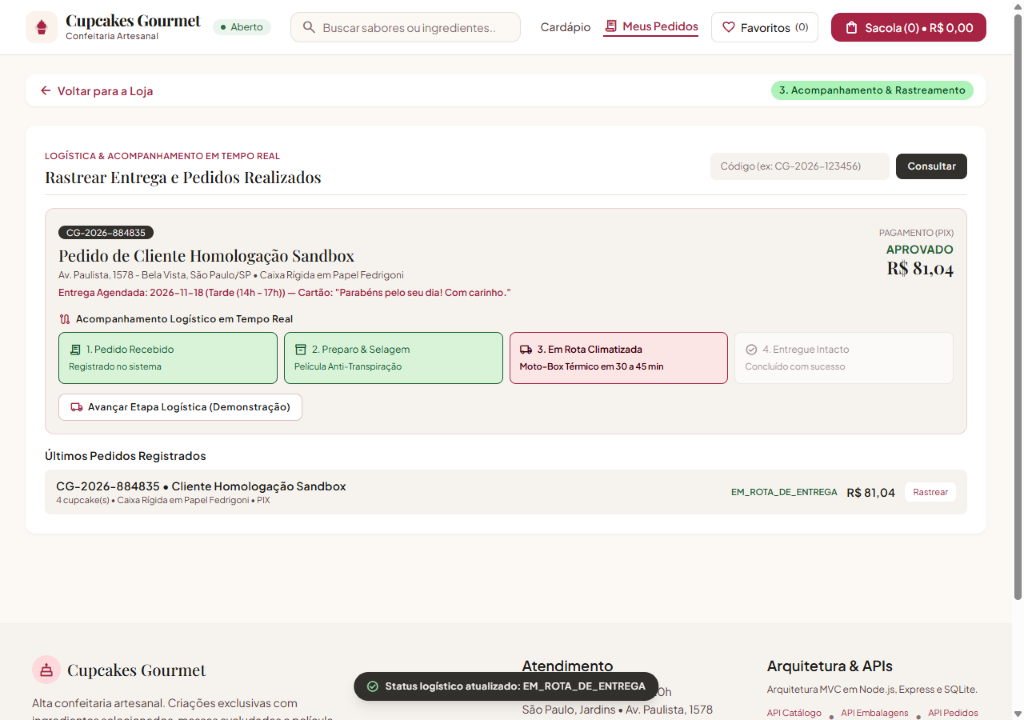 Cupcakes Gourmet
Confeitaria Artesanal
Aberto
Buscar sabores ou ingredientes..
Cardápio
Meus Pedidos
Favoritos (0)
Sacola (0) • R$ 0,00
Voltar para a Loja
3. Acompanhamento & Rastreamento
LOGÍSTICA & ACOMPANHAMENTO EM TEMPO REAL
Rastrear Entrega e Pedidos Realizados
Código (ex: CG-2026-123456)
Consultar
CG-2026-884835
Pedido de Cliente Homologação Sandbox
Av. Paulista, 1578 - Bela Vista, São Paulo/SP • Caixa Rígida em Papel Fedrigoni
Entrega Agendada: 2026-11-18 (Tarde (14h - 17h)) — Cartão: "Parabéns pelo seu dia! Com carinho."
PAGAMENTO (PIX)
APROVADO
R$ 81,04
Acompanhamento Logístico em Tempo Real
1. Pedido Recebido
Registrado no sistema
2. Preparo & Selagem
Película Anti-Transpiração
3. Em Rota Climatizada
Moto-Box Térmico em 30 a 45 min
4. Entregue Intacto
Concluído com sucesso
Avançar Etapa Logística (Demonstração)
Últimos Pedidos Registrados
CG-2026-884835 • Cliente Homologação Sandbox
4 cupcake(s) • Caixa Rígida em Papel Fedrigoni • PIX
EM_ROTA_DE_ENTREGA
R$ 81,04
Rastrear
Cupcakes Gourmet
Alta confeitaria artesanal. Criações exclusivas com
Atendimento
0h
São Paulo, Jardins • Av. Paulista, 1578
Arquitetura & APIs
Arquitetura MVC em Node.js, Express e SQLite.
API Catálogo • API Embalagens • API Pedidos
Status logístico atualizado: EM_ROTA_DE_ENTREGA